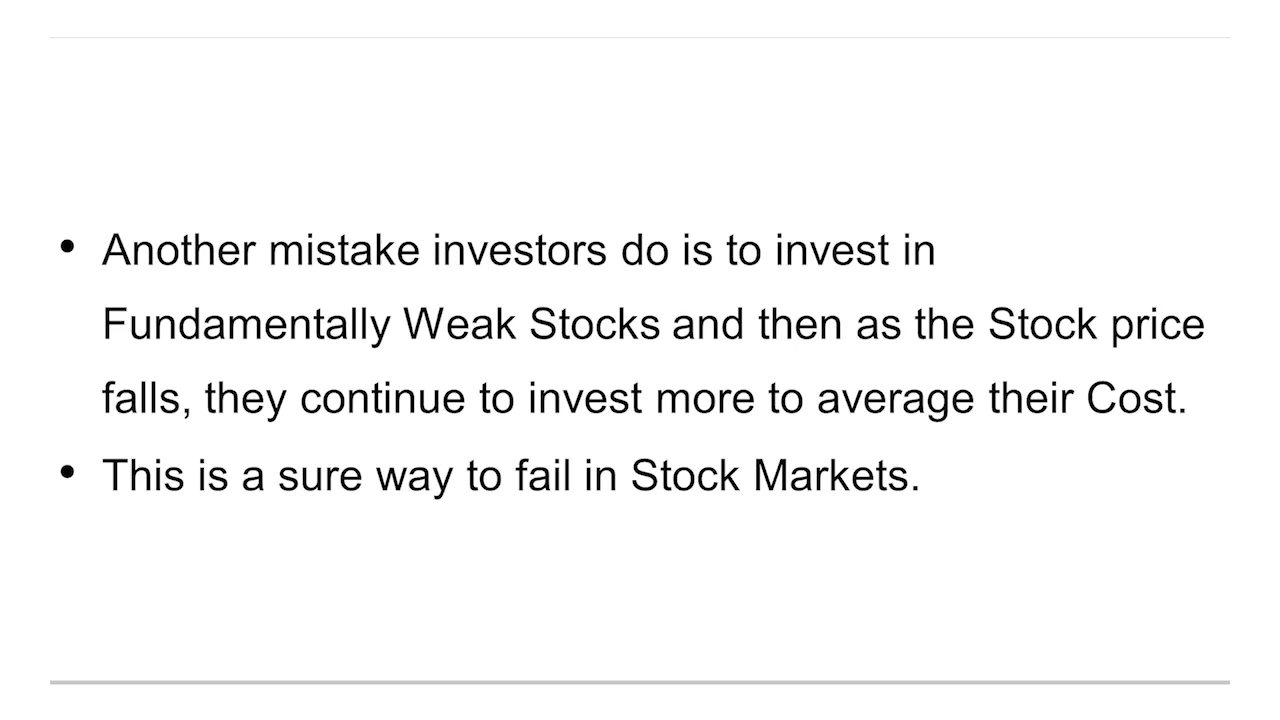 • Another mistake investors do is to invest in
Fundamentally Weak Stocks and then as the Stock price
falls, they continue to invest more to average their Cost.
• This is a sure way to fail in Stock Markets.